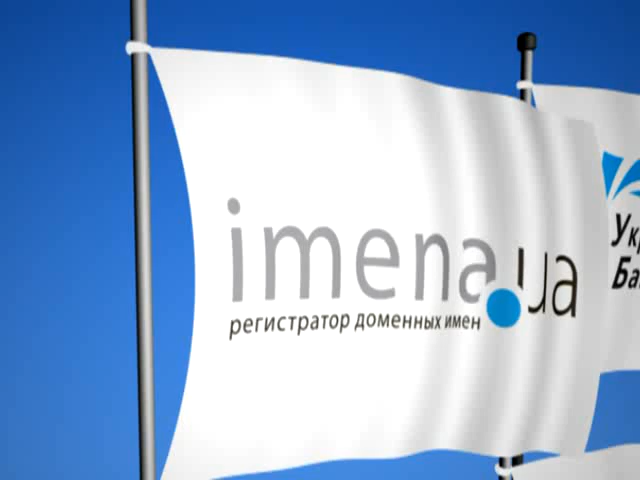 imena.ua
регистратор доменных имен